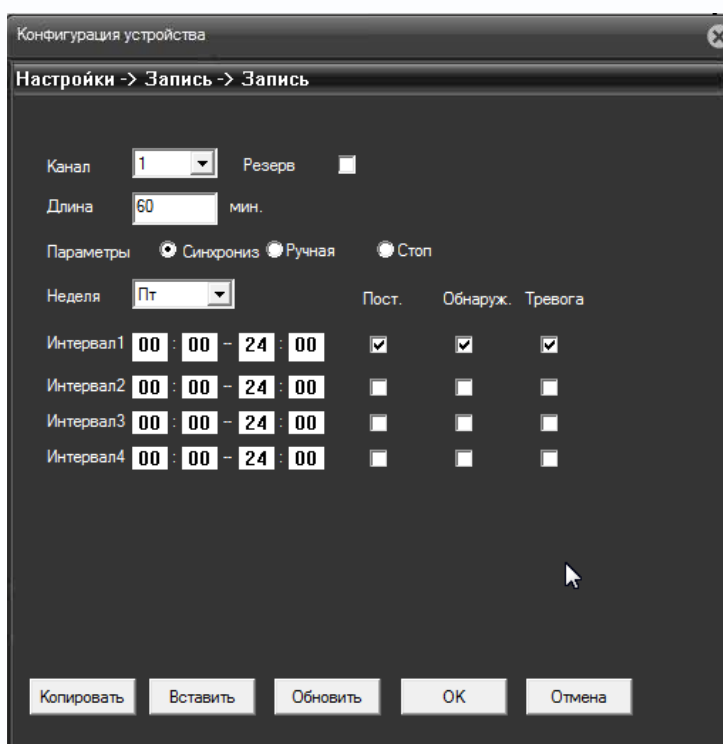 Конфигурация устройства
Настройки -> Запись -> Запись
Канал 1 Резерв
Длина 60 мин.
Параметры Синхрониз Ручная Стоп
Неделя Пт Пост. Обнаруж. Тревога
Интервал1 00 : 00 - 24 : 00
Интервал2 00 : 00 - 24 : 00
Интервал3 00 : 00 - 24 : 00
Интервал4 00 : 00 - 24 : 00
Копировать Вставить Обновить OK Отмена